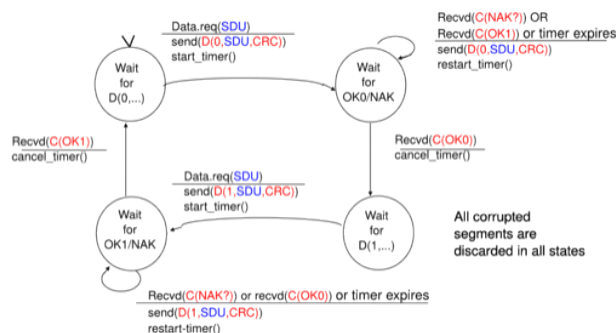 Data.req(SDU)
send(D(0,SDU,CRC))
start_timer()
Recvd(C(NAK?)) OR
Recvd(C(OK1)) or timer expires
send(D(0,SDU,CRC))
restart_timer()
Wait
for
D(0,...)
Wait
for
OK0/NAK
Recvd(C(OK1))
cancel_timer()
Recvd(C(OK0))
cancel_timer()
Data.req(SDU)
send(D(1,SDU,CRC))
start_timer()
Wait
for
OK1/NAK
Wait
for
D(1,...)
All corrupted
segments are
discarded in all states
Recvd(C(NAK?)) or recvd(C(OK0)) or timer expires
send(D(1,SDU,CRC))
restart-timer()